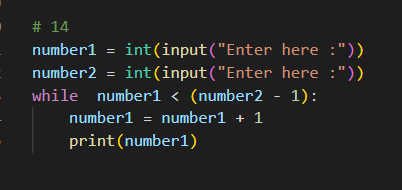 # 14
number1 = int(input("Enter here :"))
number2 = int(input("Enter here :"))
while  number1 < (number2 - 1):
    number1 = number1 + 1
    print(number1)